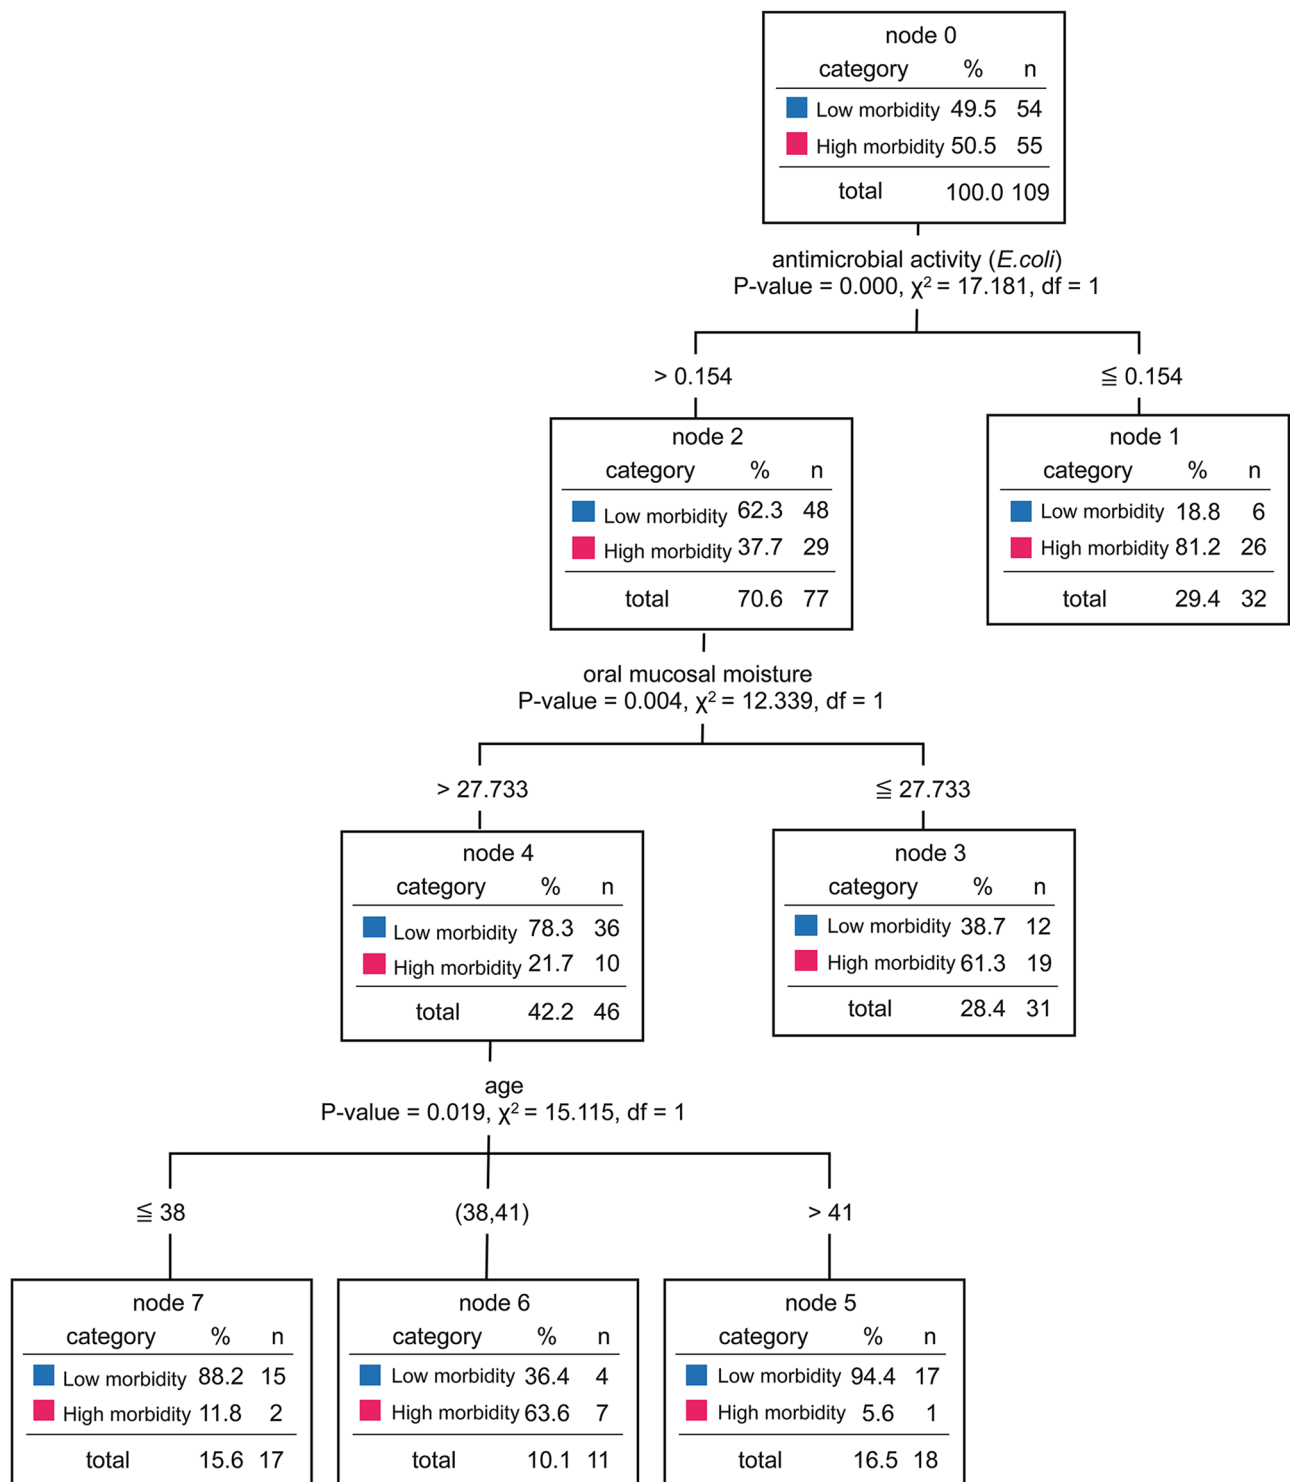 node 0
category % n
Low morbidity 49.5 54
High morbidity 50.5 55
total 100.0 109
antimicrobial activity (E.coli)
P-value = 0.000, χ² = 17.181, df = 1
> 0.154
≦ 0.154
node 2
category % n
Low morbidity 62.3 48
High morbidity 37.7 29
total 70.6 77
node 1
category % n
Low morbidity 18.8 6
High morbidity 81.2 26
total 29.4 32
oral mucosal moisture
P-value = 0.004, χ² = 12.339, df = 1
> 27.733
≦ 27.733
node 4
category % n
Low morbidity 78.3 36
High morbidity 21.7 10
total 42.2 46
node 3
category % n
Low morbidity 38.7 12
High morbidity 61.3 19
total 28.4 31
age
P-value = 0.019, χ² = 15.115, df = 1
≦ 38
(38,41)
> 41
node 7
category % n
Low morbidity 88.2 15
High morbidity 11.8 2
total 15.6 17
node 6
category % n
Low morbidity 36.4 4
High morbidity 63.6 7
total 10.1 11
node 5
category % n
Low morbidity 94.4 17
High morbidity 5.6 1
total 16.5 18